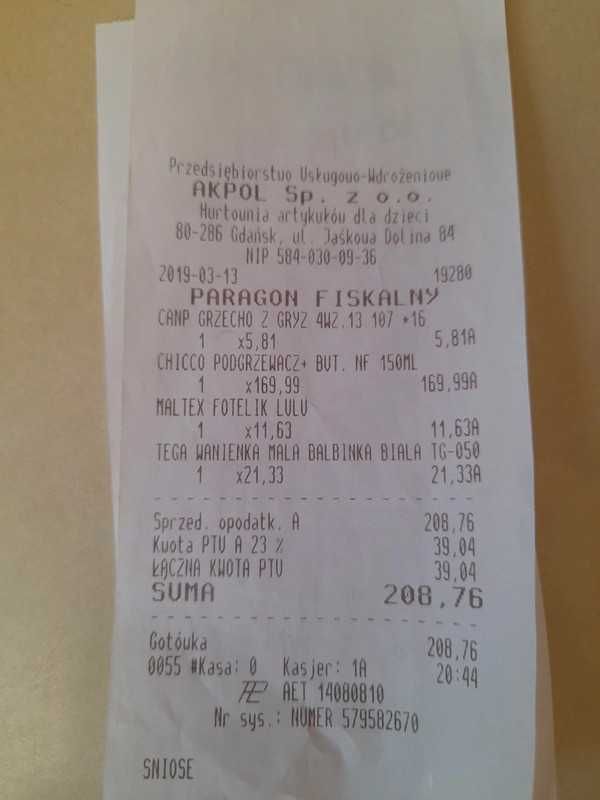 Przedsiębiorstwo Usługowo-Wdrożeniowe
AKPOL Sp. z o.o.
Hurtownia artykułów dla dzieci
80-286 Gdańsk, ul. Jaśkowa Dolina 84
NIP 584-030-09-36
2019-03-13 19280
PARAGON FISKALNY
CANP GRZECHO Z GRYZ 4WZ.13 107 *16
1 x5,81 5,81A
CHICCO PODGRZEWACZ+ BUT. NF 150ML
1 x169,99 169,99A
MALTEX FOTELIK LULU
1 x11,63 11,63A
TEGA WANIENKA MALA BALBINKA BIALA TG-050
1 x21,33 21,33A
Sprzed. opodatk. A 208,76
Kwota PTU A 23 % 39,04
ŁĄCZNA KWOTA PTU 39,04
SUMA 208,76
Gotówka 208,76
0055 #Kasa: 0 Kasjer: 1A 20:44
AET 14080810
Nr sys.: NUMER 579582670
SNIOSE